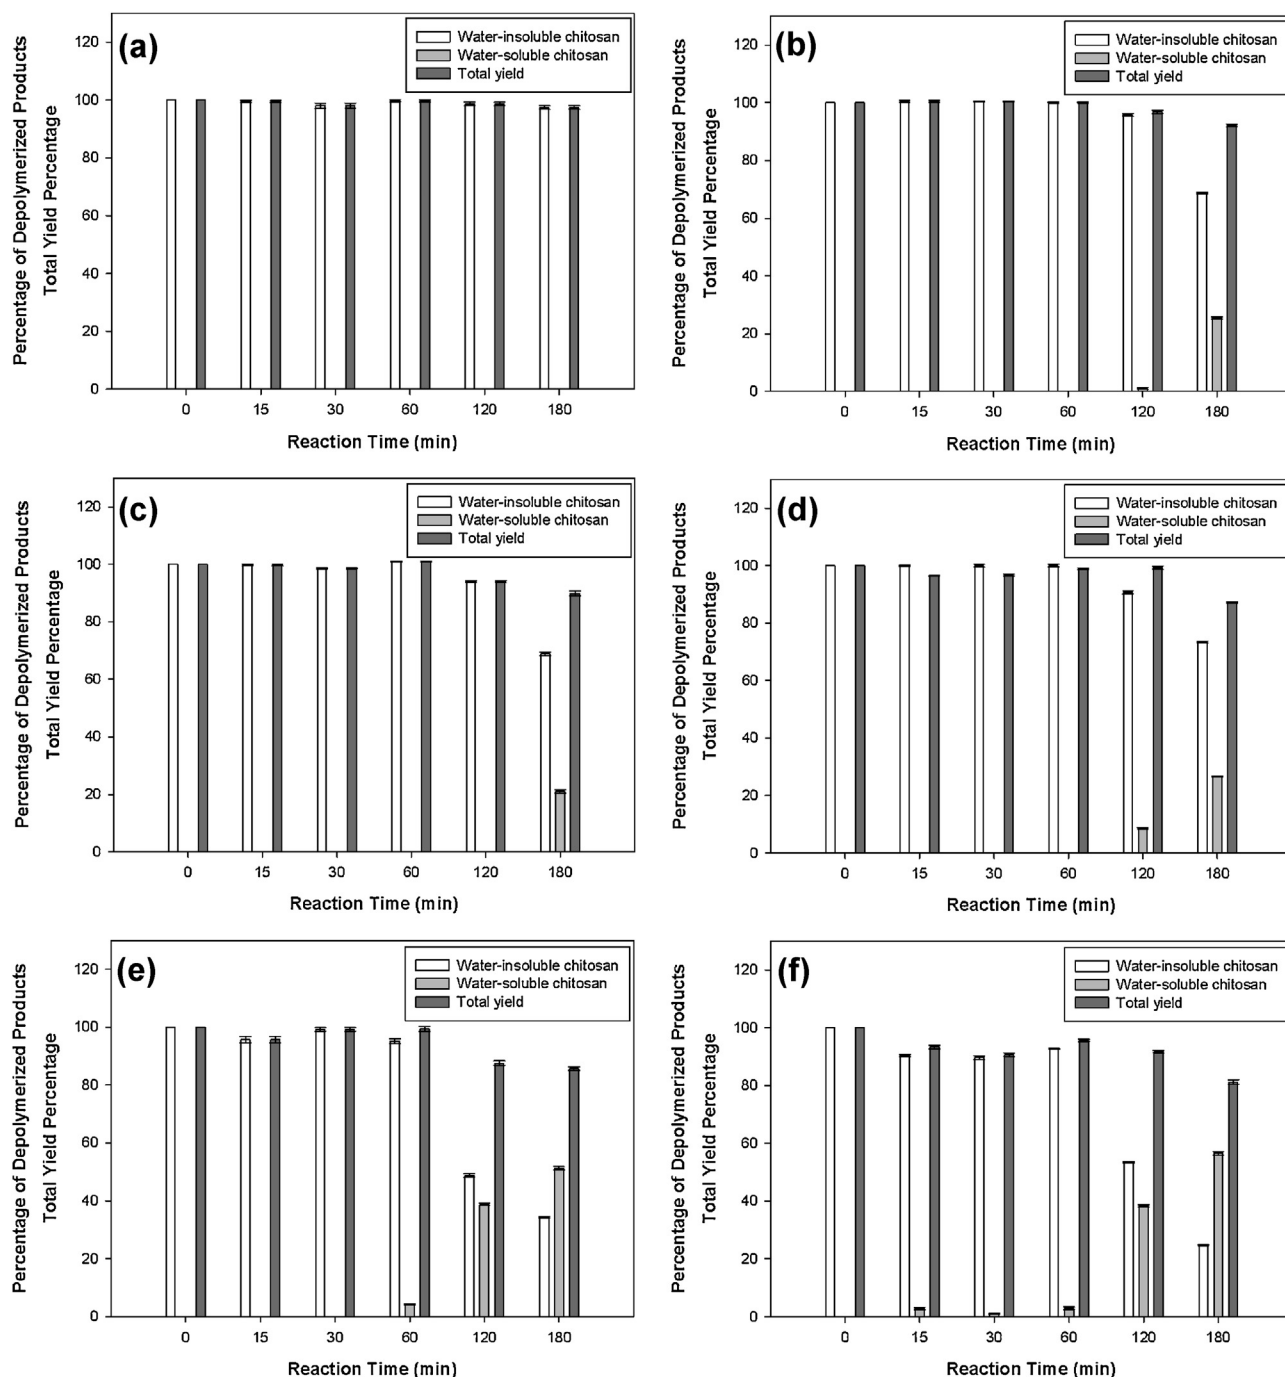 (a)
Water-insoluble chitosan
Water-soluble chitosan
Total yield
Percentage of Depolymerized Products
Total Yield Percentage
120
100
80
60
40
20
0
0 15 30 60 120 180
Reaction Time (min)
(b)
Water-insoluble chitosan
Water-soluble chitosan
Total yield
Percentage of Depolymerized Products
Total Yield Percentage
120
100
80
60
40
20
0
0 15 30 60 120 180
Reaction Time (min)
(c)
Water-insoluble chitosan
Water-soluble chitosan
Total yield
Percentage of Depolymerized Products
Total Yield Percentage
120
100
80
60
40
20
0
0 15 30 60 120 180
Reaction Time (min)
(d)
Water-insoluble chitosan
Water-soluble chitosan
Total yield
Percentage of Depolymerized Products
Total Yield Percentage
120
100
80
60
40
20
0
0 15 30 60 120 180
Reaction Time (min)
(e)
Water-insoluble chitosan
Water-soluble chitosan
Total yield
Percentage of Depolymerized Products
Total Yield Percentage
120
100
80
60
40
20
0
0 15 30 60 120 180
Reaction Time (min)
(f)
Water-insoluble chitosan
Water-soluble chitosan
Total yield
Percentage of Depolymerized Products
Total Yield Percentage
120
100
80
60
40
20
0
0 15 30 60 120 180
Reaction Time (min)